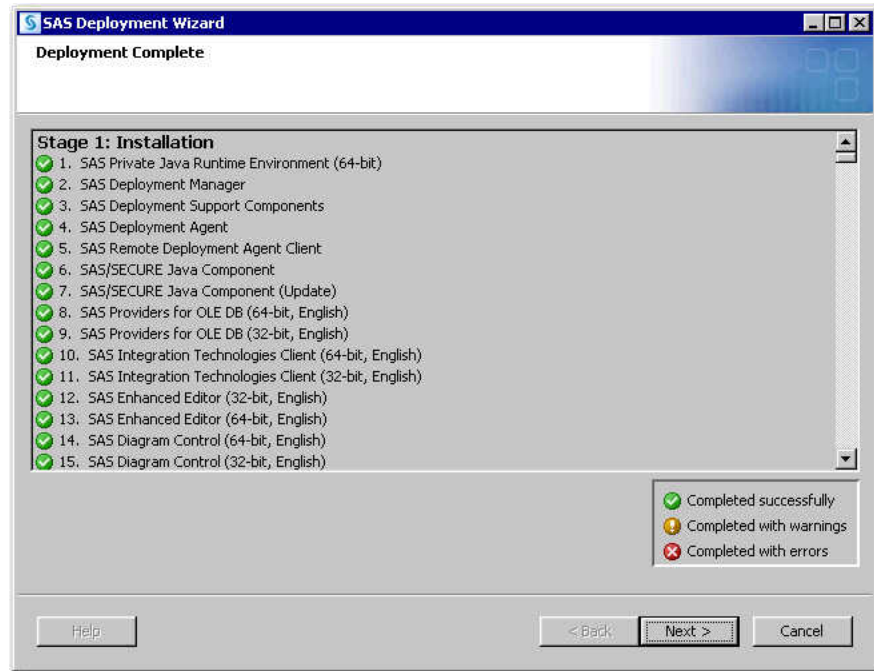 SAS Deployment Wizard
Deployment Complete
Stage 1: Installation
1. SAS Private Java Runtime Environment (64-bit)
2. SAS Deployment Manager
3. SAS Deployment Support Components
4. SAS Deployment Agent
5. SAS Remote Deployment Agent Client
6. SAS/SECURE Java Component
7. SAS/SECURE Java Component (Update)
8. SAS Providers for OLE DB (64-bit, English)
9. SAS Providers for OLE DB (32-bit, English)
10. SAS Integration Technologies Client (64-bit, English)
11. SAS Integration Technologies Client (32-bit, English)
12. SAS Enhanced Editor (32-bit, English)
13. SAS Enhanced Editor (64-bit, English)
14. SAS Diagram Control (64-bit, English)
15. SAS Diagram Control (32-bit, English)
Completed successfully
Completed with warnings
Completed with errors
Help < Back Next > Cancel